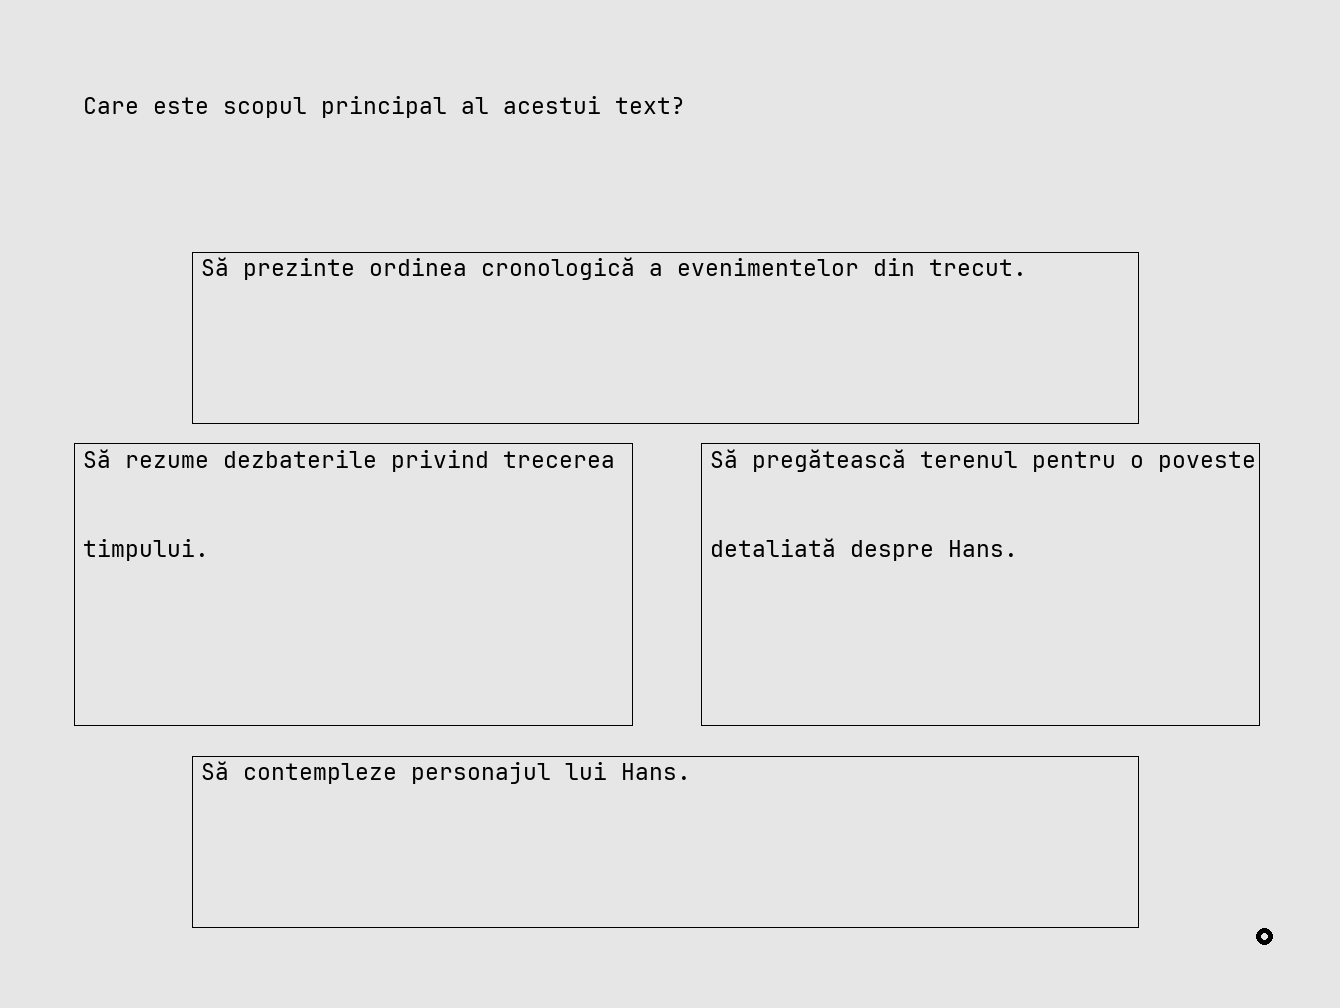 Care este scopul principal al acestui text?
Să prezinte ordinea cronologică a evenimentelor din trecut.
Să rezume dezbaterile privind trecerea
timpului.
Să pregătească terenul pentru o poveste
detaliată despre Hans.
Să contempleze personajul lui Hans.